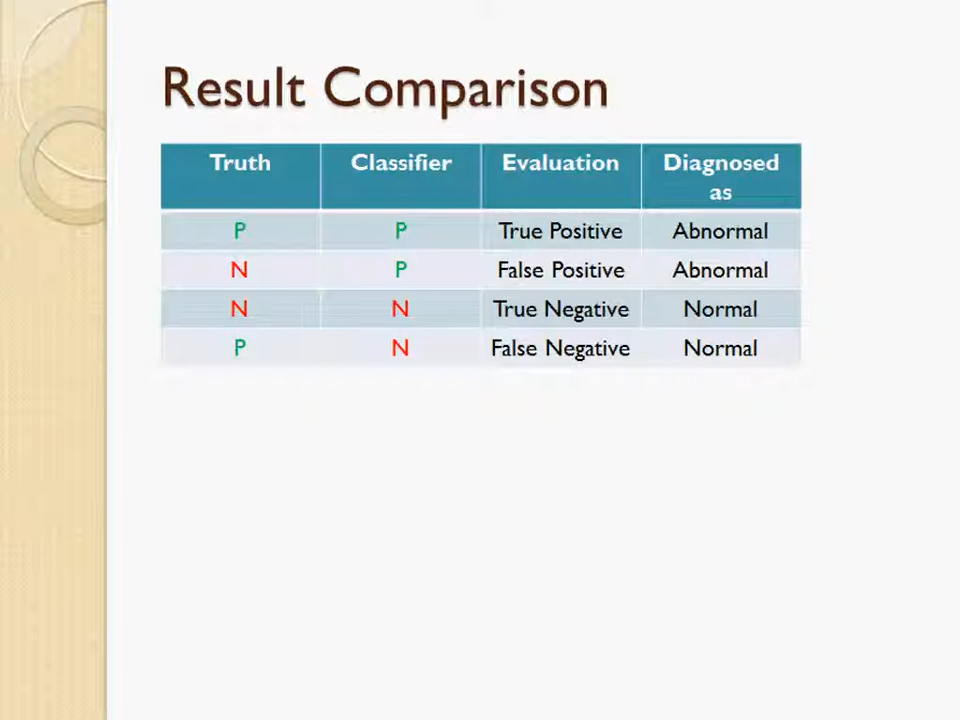 Result Comparison
Truth Classifier Evaluation Diagnosed as
P P True Positive Abnormal
N P False Positive Abnormal
N N True Negative Normal
P N False Negative Normal